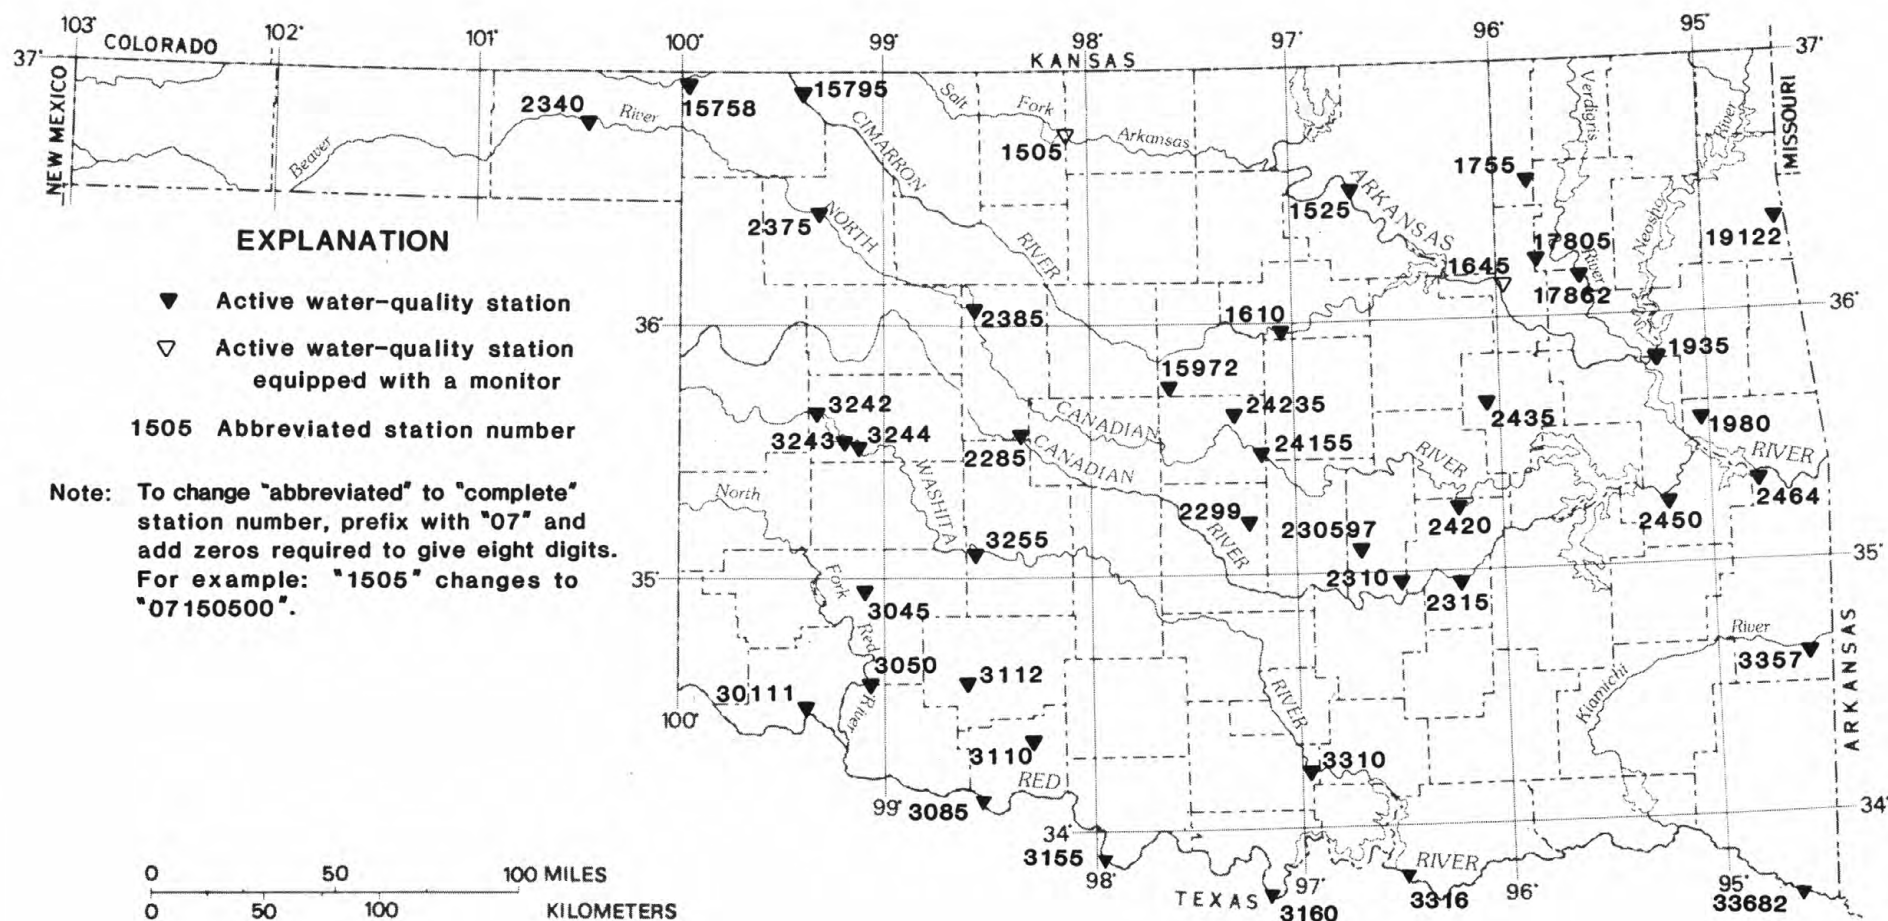 103° 102° 101° 100° 99° 98° 97° 96° 95°
37° COLORADO KANSAS 37°
NEW MEXICO
MISSOURI
2340 River
15758
15795
Salt Fork
1505 Arkansas
Beaver
CIMARRON
RIVER
Verdigris
River
1755
1525
ARKANSAS
Neosho
River
19122
2375 NORTH
17805
1645
17862
EXPLANATION
Active water-quality station
Active water-quality station
equipped with a monitor
1505 Abbreviated station number
Note: To change "abbreviated" to "complete"
station number, prefix with "07" and
add zeros required to give eight digits.
For example: "1505" changes to
"07150500".
36° 36°
2385
1610
1935
15972
3242
24235
2435
1980
3243 3244
CANADIAN
24155
2285 CANADIAN
RIVER
RIVER
WASHITA
North
2299
RIVER
230597
2420
2450
2464
3255
35° 35°
Fork
3045
2310
2315
Red
River
3050
3112
River
3357
30111
RIVER
Kiamichi
ARKANSAS
100°
3110
3310
RED
99° 3085
34° 34°
3155
RIVER
98° TEXAS 97° 96° 95°
3160
3316
33682
0 50 100 MILES
0 50 100 KILOMETERS